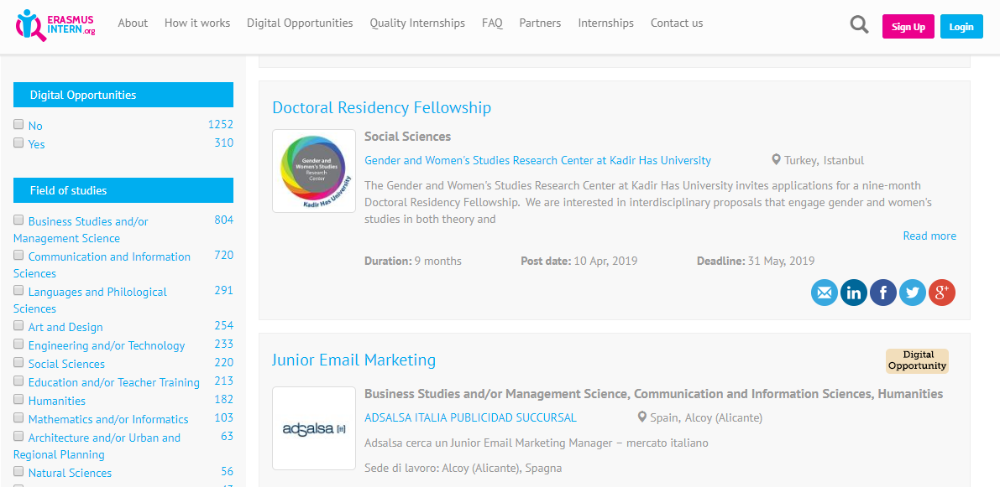 ERASMUS
INTERN.org
About How it works Digital Opportunities Quality Internships FAQ Partners Internships Contact us
Sign Up Login
Digital Opportunities
No 1252
Yes 310
Field of studies
Business Studies and/or 804
Management Science
Communication and Information 720
Sciences
Languages and Philological 291
Sciences
Art and Design 254
Engineering and/or Technology 233
Social Sciences 220
Education and/or Teacher Training 213
Humanities 182
Mathematics and/or Informatics 103
Architecture and/or Urban and 63
Regional Planning
Natural Sciences 56
Doctoral Residency Fellowship
Gender and
Women's Studies
Research
Center
Kadir Has University
Social Sciences
Gender and Women's Studies Research Center at Kadir Has University Turkey, Istanbul
The Gender and Women's Studies Research Center at Kadir Has University invites applications for a nine-month
Doctoral Residency Fellowship. We are interested in interdisciplinary proposals that engage gender and women's
studies in both theory and
Read more
Duration: 9 months Post date: 10 Apr, 2019 Deadline: 31 May, 2019
in f g+
Junior Email Marketing
Digital
Opportunity
adsalsa
Business Studies and/or Management Science, Communication and Information Sciences, Humanities
ADSALSA ITALIA PUBLICIDAD SUCCURSAL Spain, Alcoy (Alicante)
Adsalsa cerca un Junior Email Marketing Manager – mercato italiano
Sede di lavoro: Alcoy (Alicante), Spagna